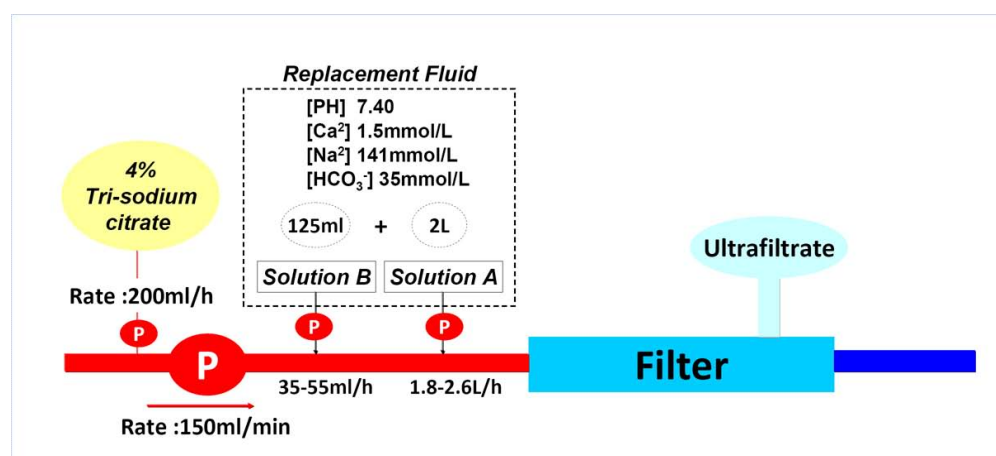 Replacement Fluid
[PH] 7.40
[Ca²] 1.5mmol/L
[Na²] 141mmol/L
[HCO₃⁻] 35mmol/L
125ml + 2L
Solution B Solution A
4%
Tri-sodium
citrate
Rate :200ml/h
P
P
P
P
35-55ml/h
1.8-2.6L/h
Rate :150ml/min
Ultrafiltrate
Filter